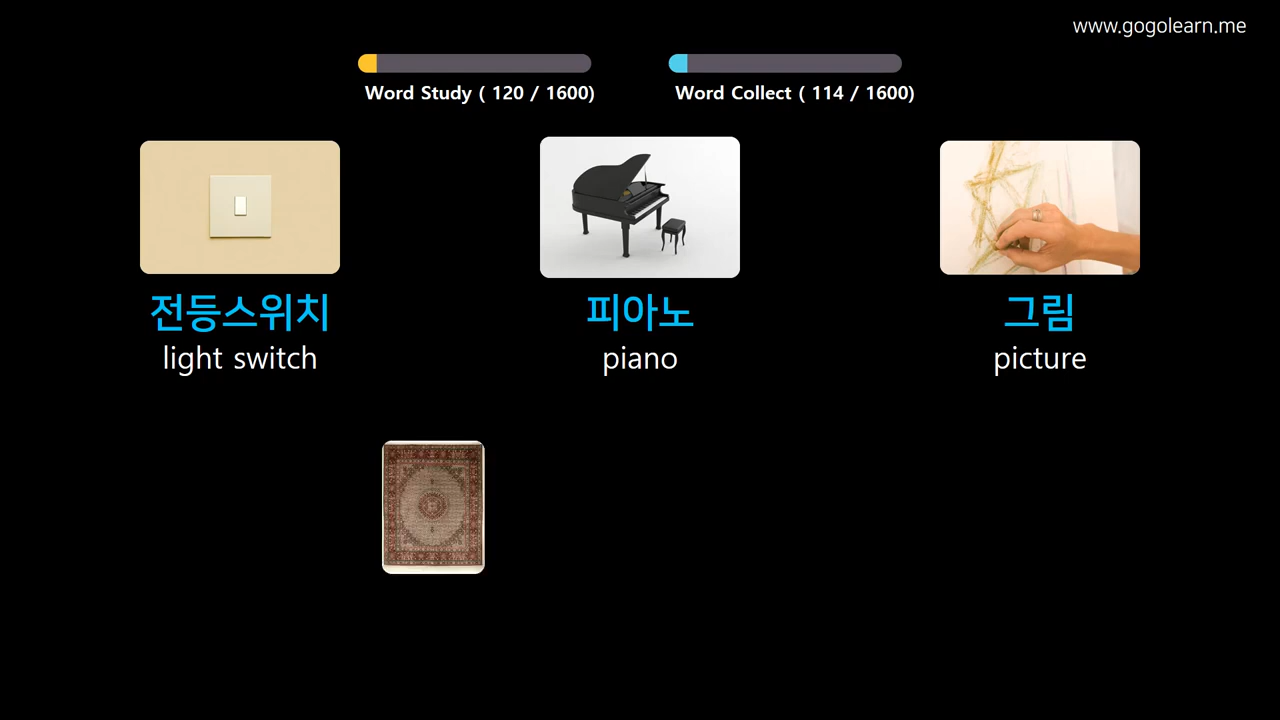 www.gogolearn.me
Word Study ( 120 / 1600)
Word Collect ( 114 / 1600)
전등스위치
light switch
피아노
piano
그림
picture